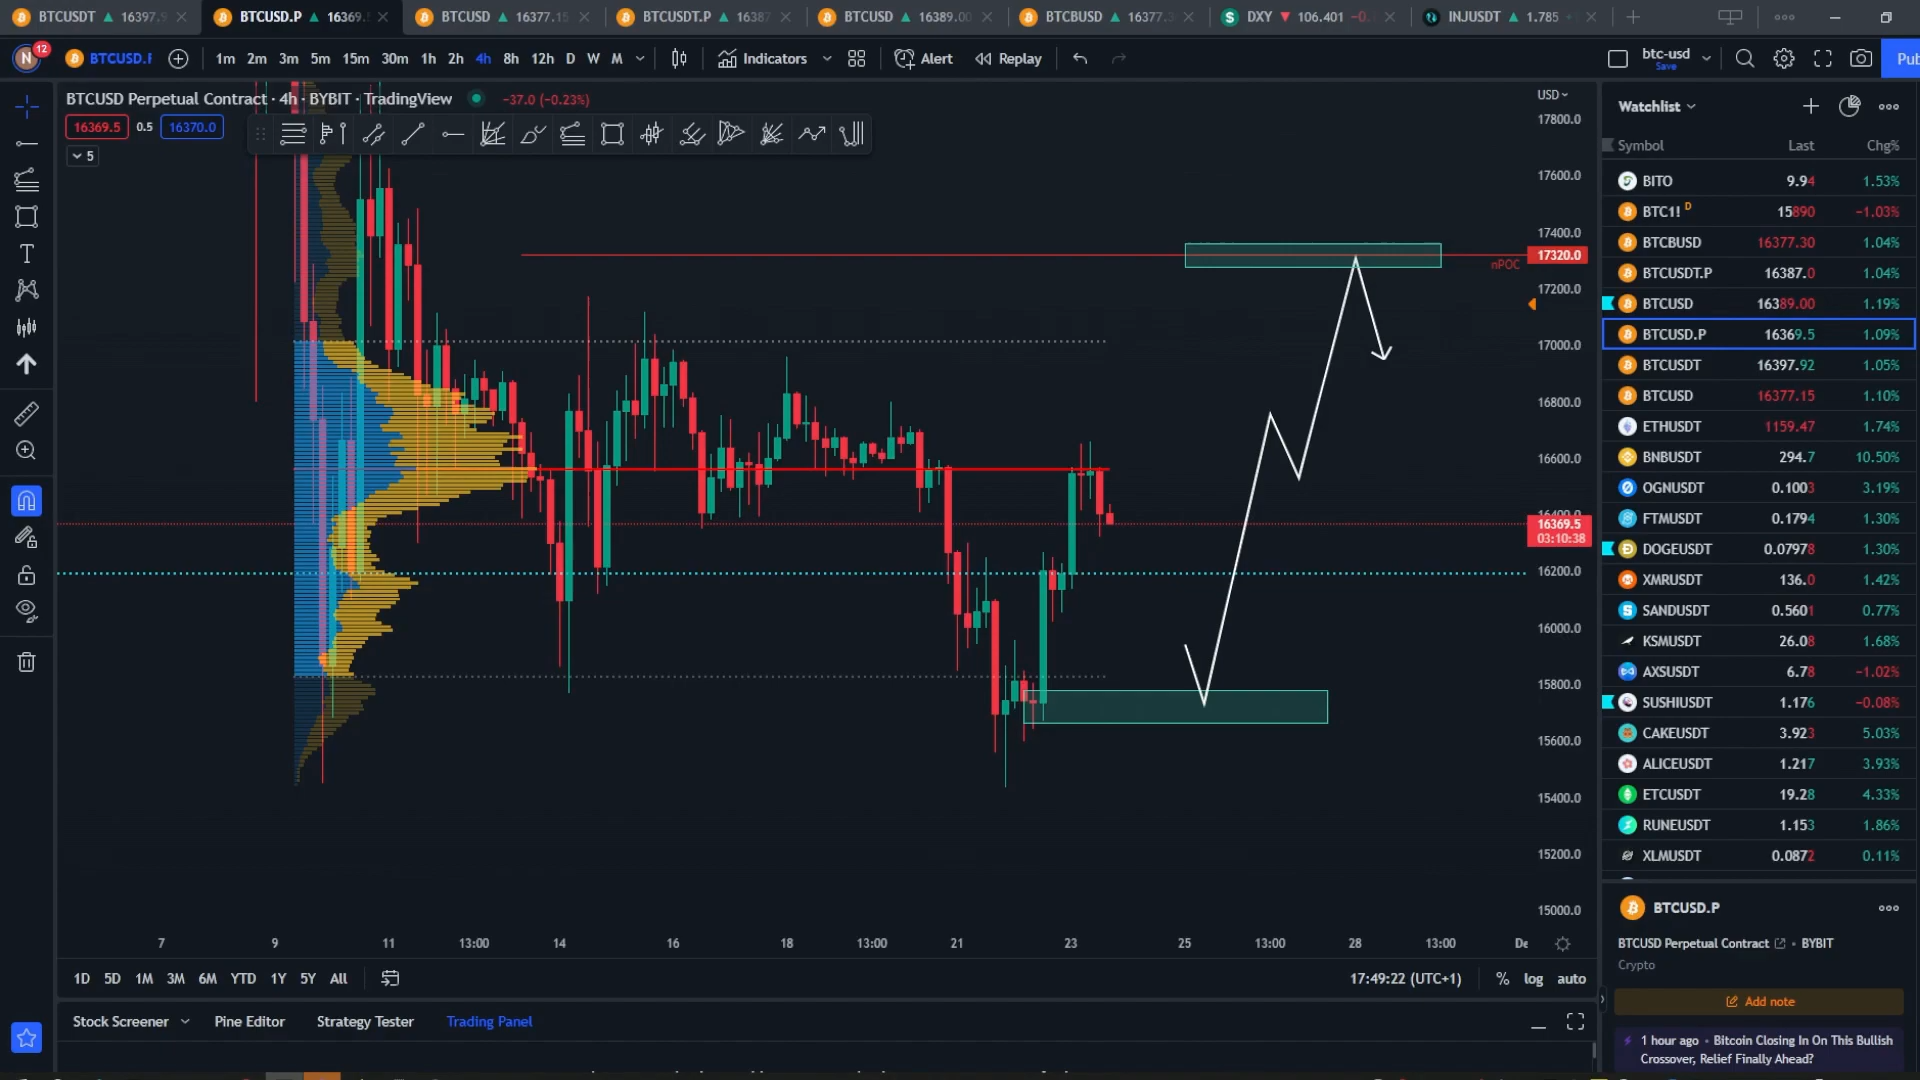 BTCUSDT ▲ 16397.9
BTCUSD.P ▲ 16369.
BTCUSD ▲ 16377.15
BTCUSDT.P ▲ 16387
BTCUSD ▲ 16389.00
BTCBUSD ▲ 16377.
DXY ▼ 106.401 −0.
INJUSDT ▲ 1.785
N 12 BTCUSD.P 1m 2m 3m 5m 15m 30m 1h 2h 4h 8h 12h D W M Indicators Alert Replay btc-usd Save Pub
BTCUSD Perpetual Contract · 4h · BYBIT · TradingView −37.0 (−0.23%)
16369.5 0.5 16370.0
5
USD
17800.0
17600.0
17400.0
17320.0
nPOC
17200.0
17000.0
16800.0
16600.0
16400.0
16369.5
03:10:38
16200.0
16000.0
15800.0
15600.0
15400.0
15200.0
15000.0
7 9 11 13:00 14 16 18 13:00 21 23 25 13:00 28 13:00 De
1D 5D 1M 3M 6M YTD 1Y 5Y All 17:49:22 (UTC+1) % log auto
Stock Screener Pine Editor Strategy Tester Trading Panel
Watchlist
Symbol Last Chg%
BITO 9.94 1.53%
BTC1! D 15890 −1.03%
BTCBUSD 16377.30 1.04%
BTCUSDT.P 16387.0 1.04%
BTCUSD 16389.00 1.19%
BTCUSD.P 16369.5 1.09%
BTCUSDT 16397.92 1.05%
BTCUSD 16377.15 1.10%
ETHUSDT 1159.47 1.74%
BNBUSDT 294.7 10.50%
OGNUSDT 0.1003 3.19%
FTMUSDT 0.1794 1.30%
DOGEUSDT 0.07978 1.30%
XMRUSDT 136.0 1.42%
SANDUSDT 0.5601 0.77%
KSMUSDT 26.08 1.68%
AXSUSDT 6.78 −1.02%
SUSHIUSDT 1.176 −0.08%
CAKEUSDT 3.923 5.03%
ALICEUSDT 1.217 3.93%
ETCUSDT 19.28 4.33%
RUNEUSDT 1.153 1.86%
XLMUSDT 0.0872 0.11%
BTCUSD.P
BTCUSD Perpetual Contract • BYBIT
Crypto
Add note
1 hour ago • Bitcoin Closing In On This Bullish
Crossover, Relief Finally Ahead?